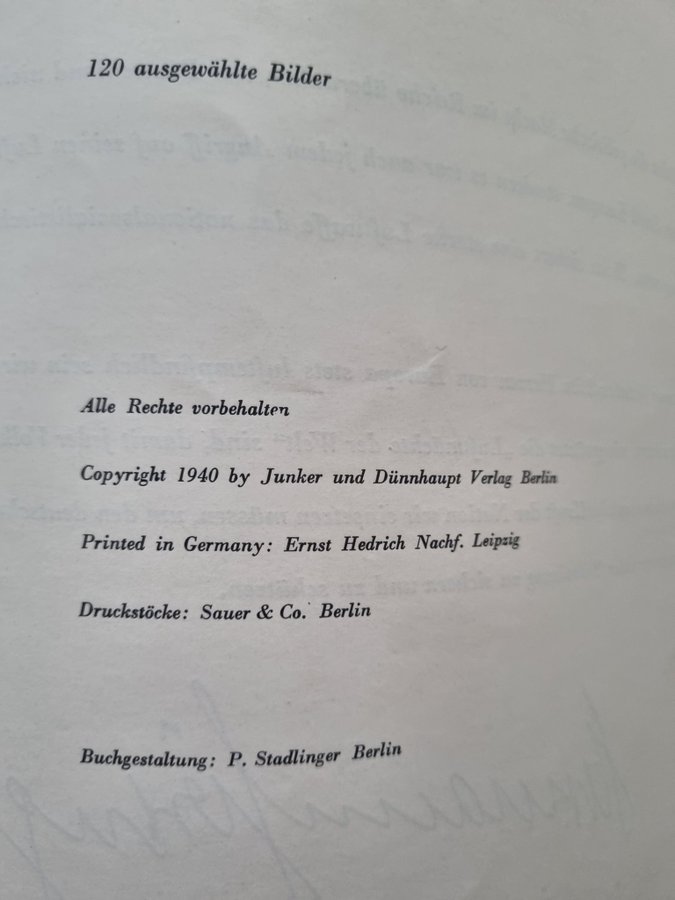 120 ausgewählte Bilder
Alle Rechte vorbehalten
Copyright 1940 by Junker und Dünnhaupt Verlag Berlin
Printed in Germany: Ernst Hedrich Nachf. Leipzig
Druckstöcke: Sauer & Co. Berlin
Buchgestaltung: P. Stadlinger Berlin